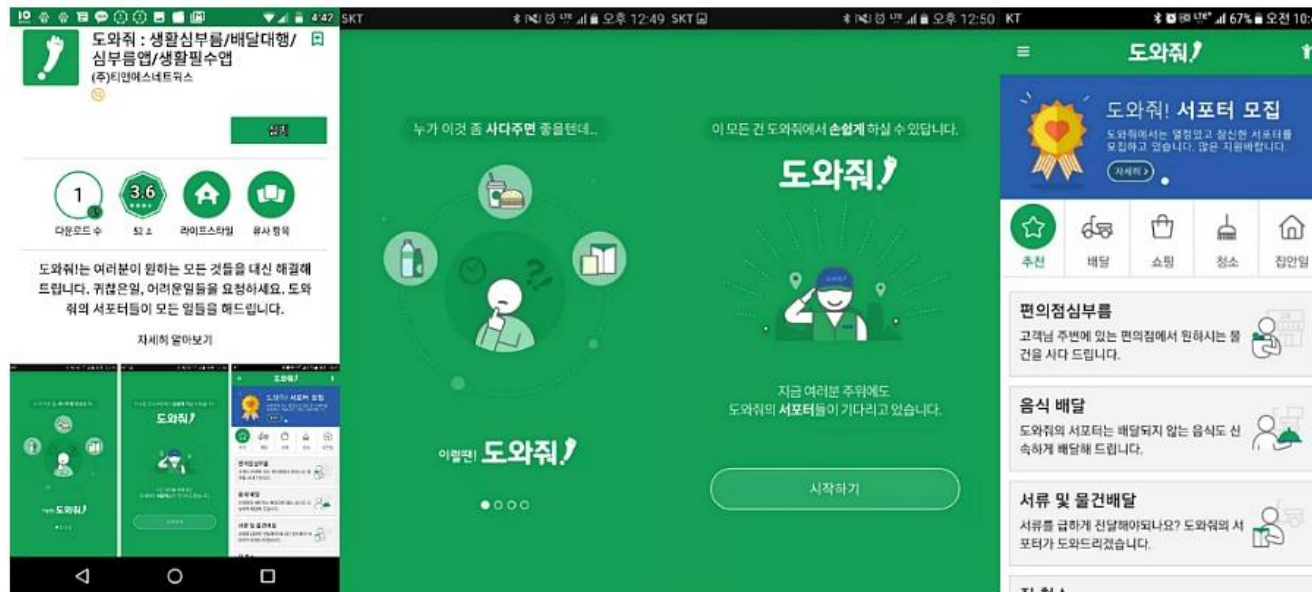 4:42
도와줘 : 생활심부름/배달대행/
심부름앱/생활필수앱
(주)티앤에스네트웍스
설치
1
3.6
다운로드 수
52
라이프스타일
유사 항목
도와줘!는 여러분이 원하는 모든 것들을 대신 해결해
드립니다. 귀찮은일, 어려운일들을 요청하세요. 도와
줘의 서포터들이 모든 일들을 해드립니다.
자세히 알아보기
SKT
오후 12:49
누가 이것 좀 사다주면 좋을텐데..
?!
이럴땐! 도와줘!
SKT
오후 12:50
이 모든 건 도와줘에서 손쉽게 하실 수 있답니다.
도와줘!
지금 여러분 주위에도
도와줘의 서포터들이 기다리고 있습니다.
시작하기
KT
67%
오전 10:
도와줘!
도와줘! 서포터 모집
도와줘에서는 열정있고 참신한 서포터를
모집하고 있습니다. 많은 지원바랍니다.
자세히 >
추천
배달
쇼핑
청소
집안일
편의점심부름
고객님 주변에 있는 편의점에서 원하시는 물
건을 사다 드립니다.
음식 배달
도와줘의 서포터는 배달되지 않는 음식도 신
속하게 배달해 드립니다.
서류 및 물건배달
서류를 급하게 전달해야되나요? 도와줘의 서
포터가 도와드리겠습니다.